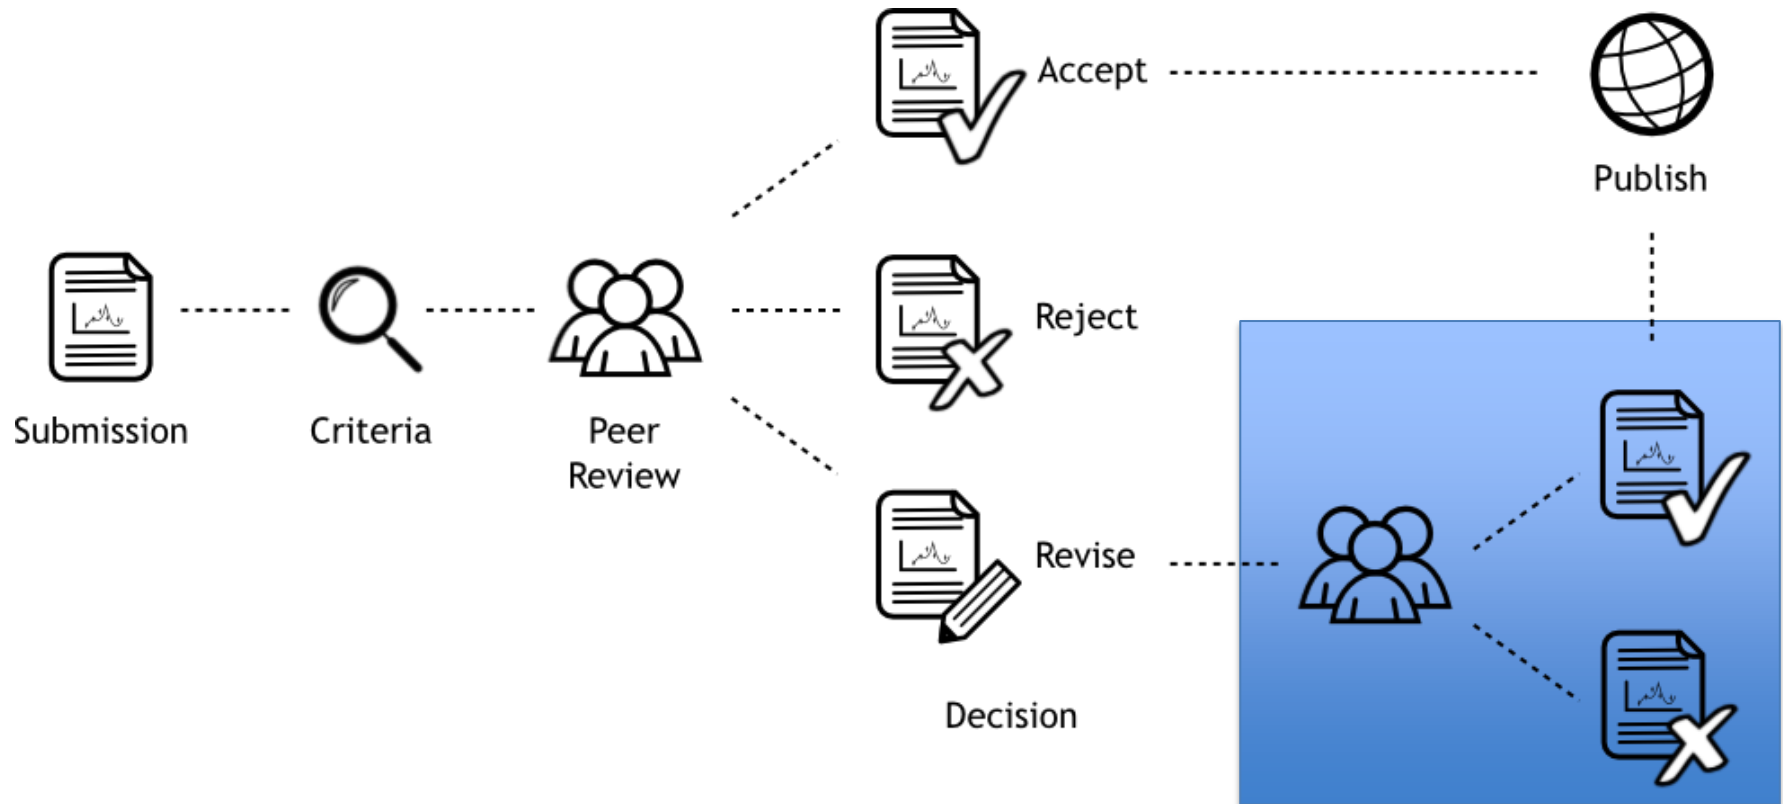 Accept
Publish
Reject
Submission
Criteria
Peer
Review
Revise
Decision